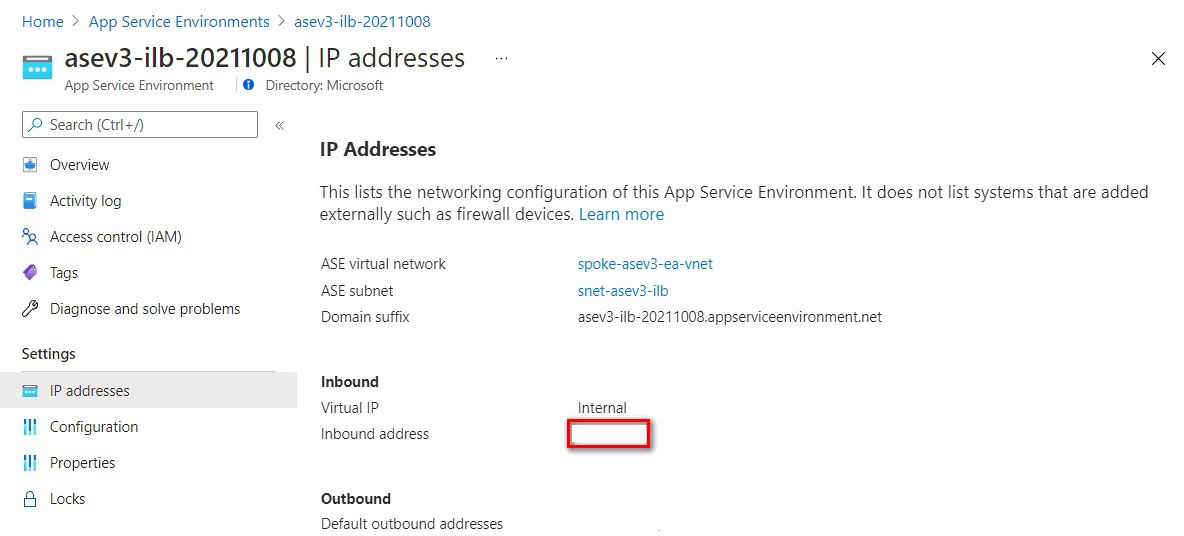 Home > App Service Environments > asev3-ilb-20211008
asev3-ilb-20211008 | IP addresses ...
App Service Environment Directory: Microsoft
Search (Ctrl+/) «
Overview
Activity log
Access control (IAM)
Tags
Diagnose and solve problems
Settings
IP addresses
Configuration
Properties
Locks
IP Addresses
This lists the networking configuration of this App Service Environment. It does not list systems that are added
externally such as firewall devices. Learn more
ASE virtual network spoke-asev3-ea-vnet
ASE subnet snet-asev3-ilb
Domain suffix asev3-ilb-20211008.appserviceenvironment.net
Inbound
Virtual IP Internal
Inbound address
Outbound
Default outbound addresses